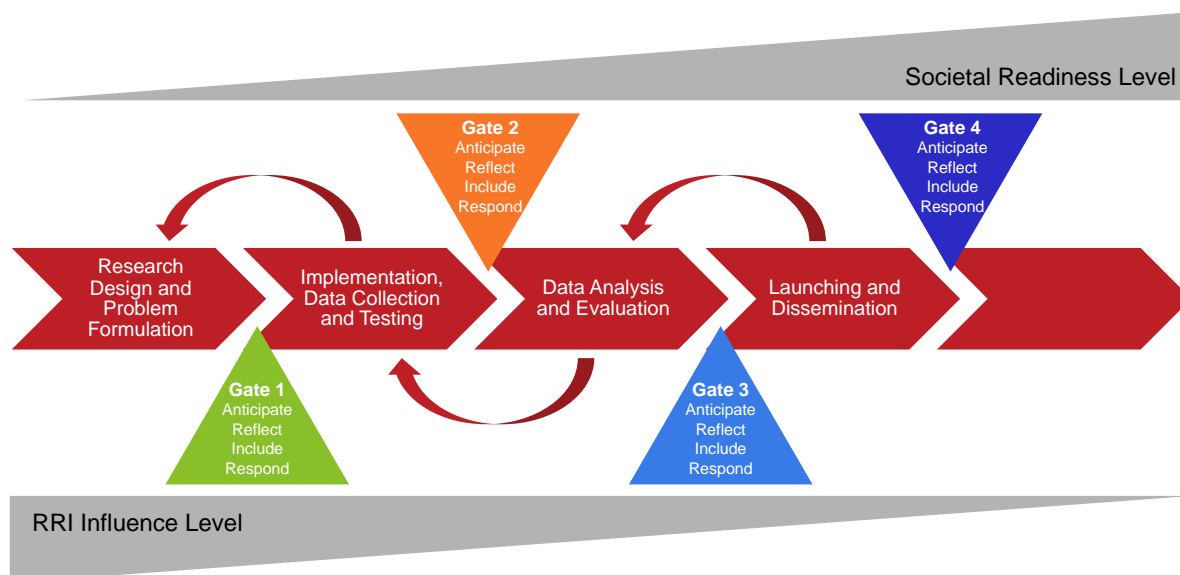 Societal Readiness Level
Gate 2
Anticipate
Reflect
Include
Respond
Gate 4
Anticipate
Reflect
Include
Respond
Research
Design and
Problem
Formulation
Implementation,
Data Collection
and Testing
Data Analysis
and Evaluation
Launching and
Dissemination
Gate 1
Anticipate
Reflect
Include
Respond
Gate 3
Anticipate
Reflect
Include
Respond
RRI Influence Level